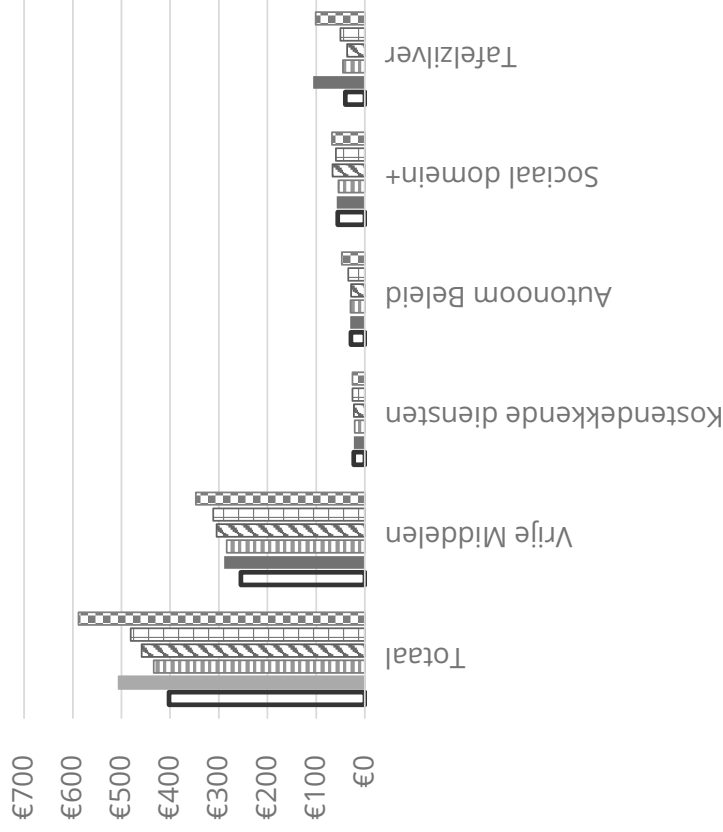 Tafelzilver
Sociaal domein+
Autonoom Beleid
Kostendekkende diensten
Vrije Middelen
Totaal
€700
€600
€500
€400
€300
€200
€100
€0